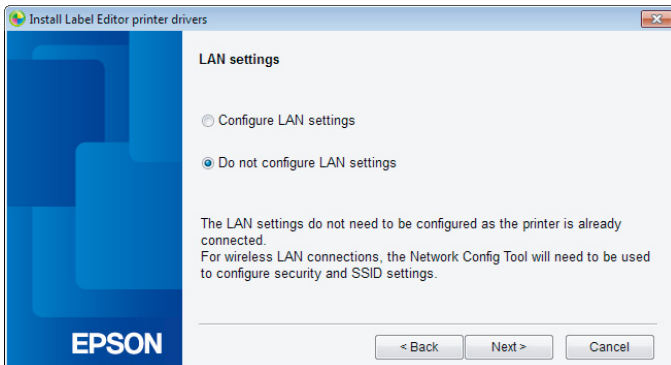 Install Label Editor printer drivers
LAN settings
Configure LAN settings
Do not configure LAN settings
The LAN settings do not need to be configured as the printer is already
connected.
For wireless LAN connections, the Network Config Tool will need to be used
to configure security and SSID settings.
EPSON
< Back
Next >
Cancel